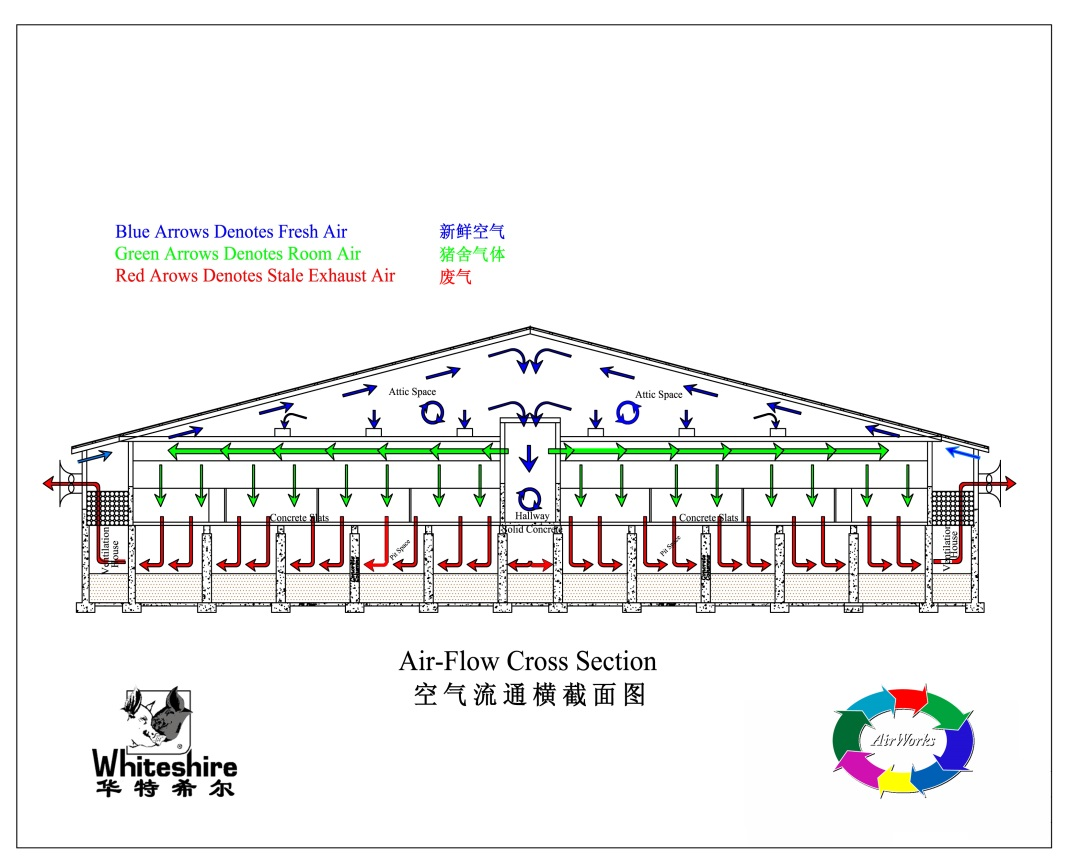 Blue Arrows Denotes Fresh Air 新鲜空气
Green Arrows Denotes Room Air 猪舍气体
Red Arows Denotes Stale Exhaust Air 废气
Attic Space
Attic Space
Hallway
Solid Concrete
Concrete Slats
Concrete Slats
Pit Space
Pit Space
Ventilation
House
Ventilation
House
Air-Flow Cross Section
空气流通横截面图
Whiteshire
华特希尔
®
AirWorks